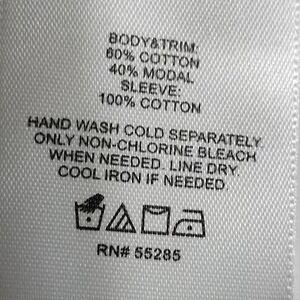 BODY&TRIM:
60% COTTON
40% MODAL
SLEEVE:
100% COTTON
HAND WASH COLD SEPARATELY.
ONLY NON-CHLORINE BLEACH
WHEN NEEDED. LINE DRY.
COOL IRON IF NEEDED.
RN# 55285